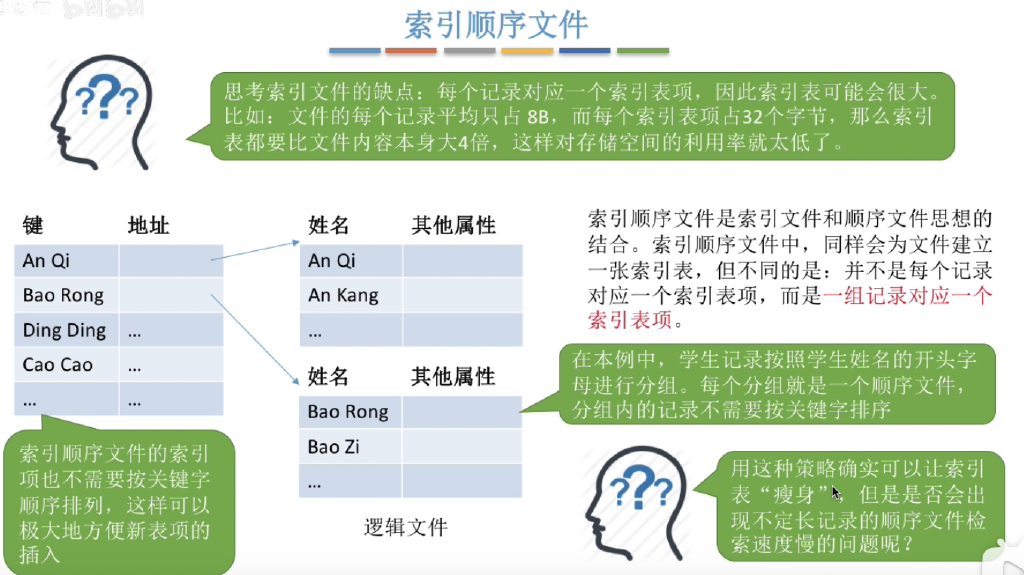 索引顺序文件
思考索引文件的缺点：每个记录对应一个索引表项，因此索引表可能会很大。
比如：文件的每个记录平均只占 8B，而每个索引表项占32个字节，那么索引
表都要比文件内容本身大4倍，这样对存储空间的利用率就太低了。
键 地址
An Qi
Bao Rong
Ding Ding ...
Cao Cao ...
... ...
索引顺序文件的索引
项也不需要按关键字
顺序排列，这样可以
极大地方便新表项的
插入
姓名 其他属性
An Qi
An Kang
...
姓名 其他属性
Bao Rong
Bao Zi
...
逻辑文件
索引顺序文件是索引文件和顺序文件思想的
结合。索引顺序文件中，同样会为文件建立
一张索引表，但不同的是：并不是每个记录
对应一个索引表项，而是一组记录对应一个
索引表项。
在本例中，学生记录按照学生姓名的开头字
母进行分组。每个分组就是一个顺序文件，
分组内的记录不需要按关键字排序
用这种策略确实可以让索引
表“瘦身”，但是是否会出
现不定长记录的顺序文件检
索速度慢的问题呢？
???
???